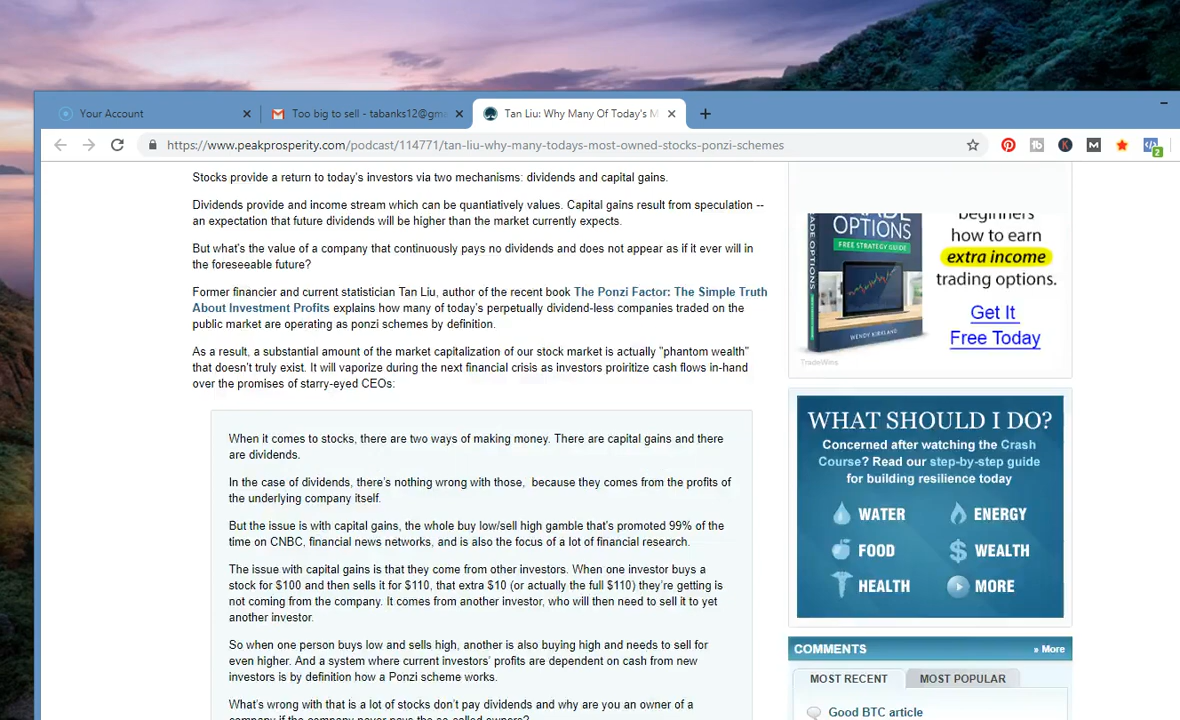 Your Account
Too big to sell - tabanks12@gma
Tan Liu: Why Many Of Today's M
https://www.peakprosperity.com/podcast/114771/tan-liu-why-many-todays-most-owned-stocks-ponzi-schemes
2
Stocks provide a return to today's investors via two mechanisms: dividends and capital gains.
Dividends provide and income stream which can be quantiatively values. Capital gains result from speculation --
an expectation that future dividends will be higher than the market currently expects.
But what's the value of a company that continuously pays no dividends and does not appear as if it ever will in
the foreseeable future?
Former financier and current statistician Tan Liu, author of the recent book The Ponzi Factor: The Simple Truth
About Investment Profits explains how many of today's perpetually dividend-less companies traded on the
public market are operating as ponzi schemes by definition.
As a result, a substantial amount of the market capitalization of our stock market is actually "phantom wealth"
that doesn't truly exist. It will vaporize during the next financial crisis as investors proiritize cash flows in-hand
over the promises of starry-eyed CEOs:
When it comes to stocks, there are two ways of making money. There are capital gains and there
are dividends.
In the case of dividends, there's nothing wrong with those, because they comes from the profits of
the underlying company itself.
But the issue is with capital gains, the whole buy low/sell high gamble that's promoted 99% of the
time on CNBC, financial news networks, and is also the focus of a lot of financial research.
The issue with capital gains is that they come from other investors. When one investor buys a
stock for $100 and then sells it for $110, that extra $10 (or actually the full $110) they're getting is
not coming from the company. It comes from another investor, who will then need to sell it to yet
another investor.
So when one person buys low and sells high, another is also buying high and needs to sell for
even higher. And a system where current investors' profits are dependent on cash from new
investors is by definition how a Ponzi scheme works.
What's wrong with that is a lot of stocks don't pay dividends and why are you an owner of a
company if the company never pays the so-called owners?
OPTIONS
FREE STRATEGY GUIDE
WENDY KIRKLAND
TradeWins
beginners
how to earn
extra income
trading options.
Get It
Free Today
WHAT SHOULD I DO?
Concerned after watching the Crash
Course? Read our step-by-step guide
for building resilience today
WATER
ENERGY
FOOD
WEALTH
HEALTH
MORE
COMMENTS
» More
MOST RECENT
MOST POPULAR
Good BTC article